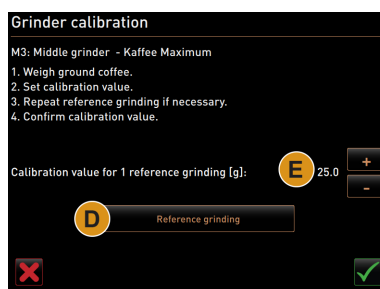 Grinder calibration
M3: Middle grinder - Kaffee Maximum
1. Weigh ground coffee.
2. Set calibration value.
3. Repeat reference grinding if necessary.
4. Confirm calibration value.
Calibration value for 1 reference grinding [g]: E 25.0 +
-
D Reference grinding